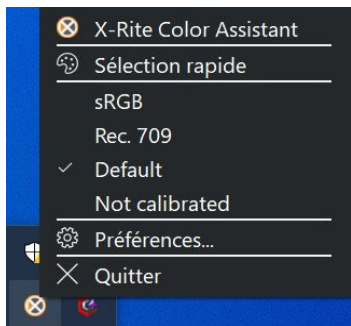 X-Rite Color Assistant
Sélection rapide
sRGB
Rec. 709
Default
Not calibrated
Préférences...
Quitter